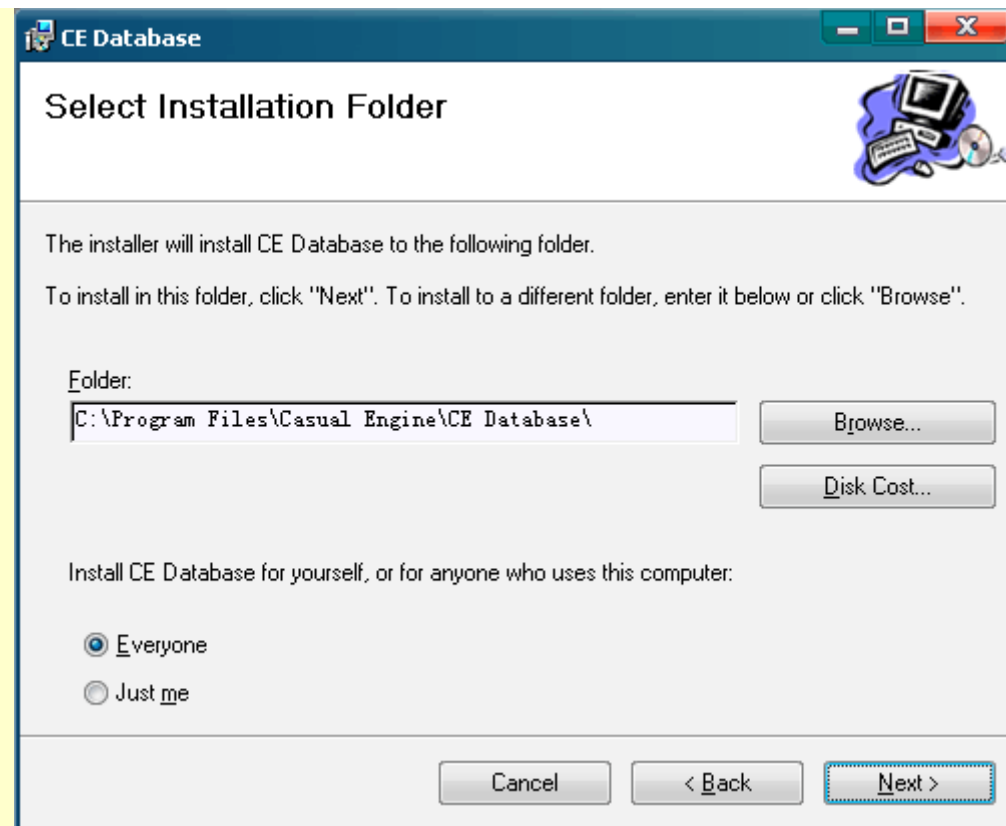 CE Database
Select Installation Folder
The installer will install CE Database to the following folder.
To install in this folder, click "Next". To install to a different folder, enter it below or click "Browse".
Folder:
C:\Program Files\Casual Engine\CE Database\
Browse...
Disk Cost...
Install CE Database for yourself, or for anyone who uses this computer:
Everyone
Just me
Cancel < Back Next >